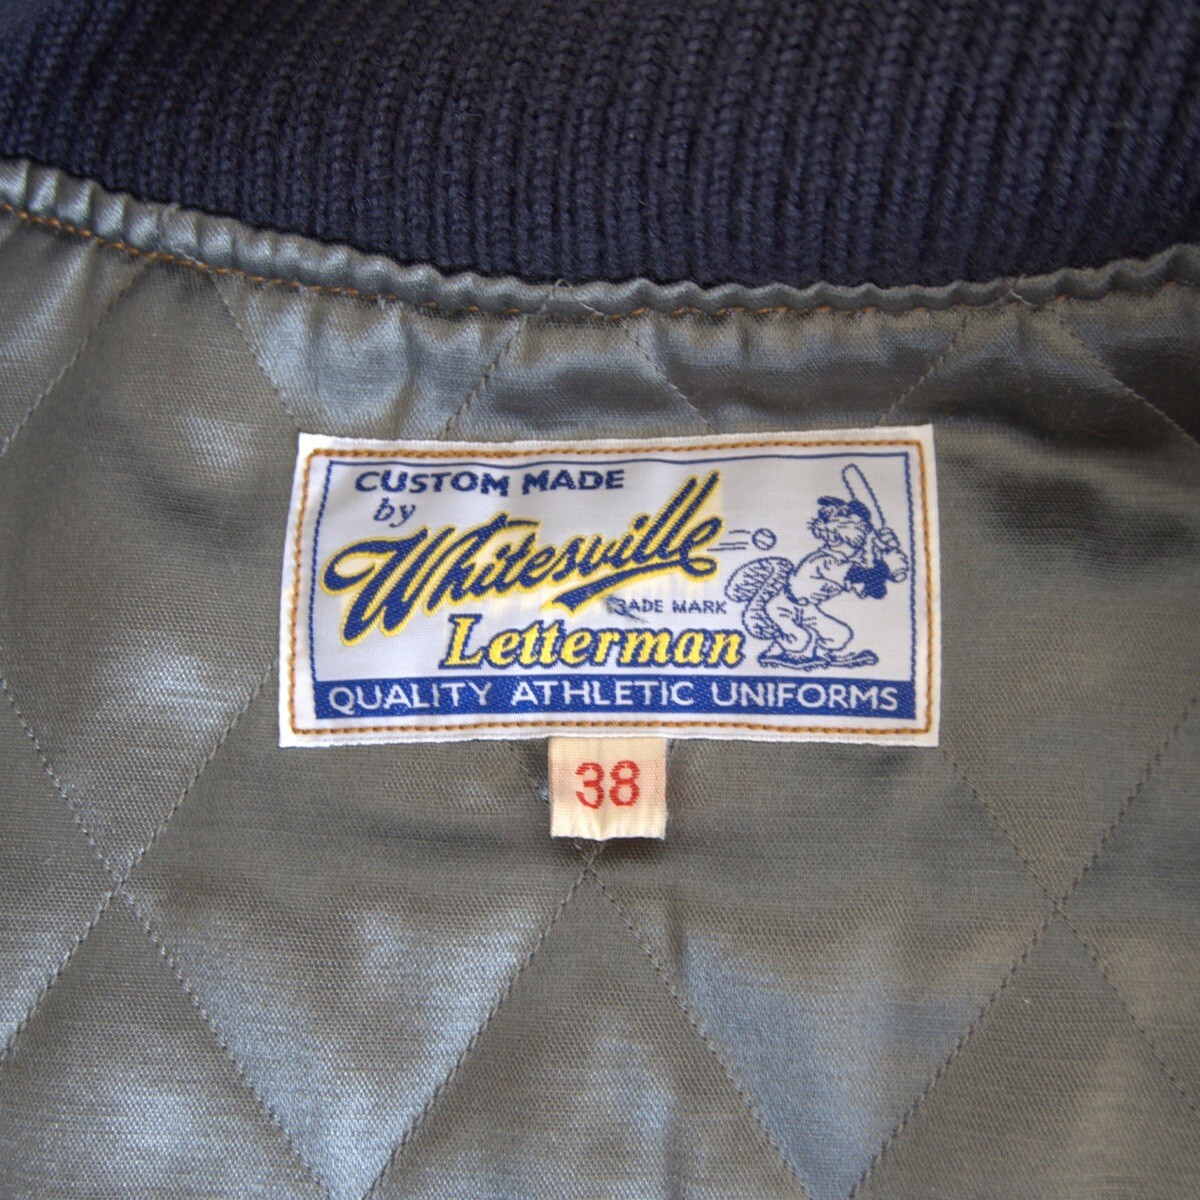 CUSTOM MADE
by
Whitesville
TRADE MARK
Letterman
QUALITY ATHLETIC UNIFORMS
38